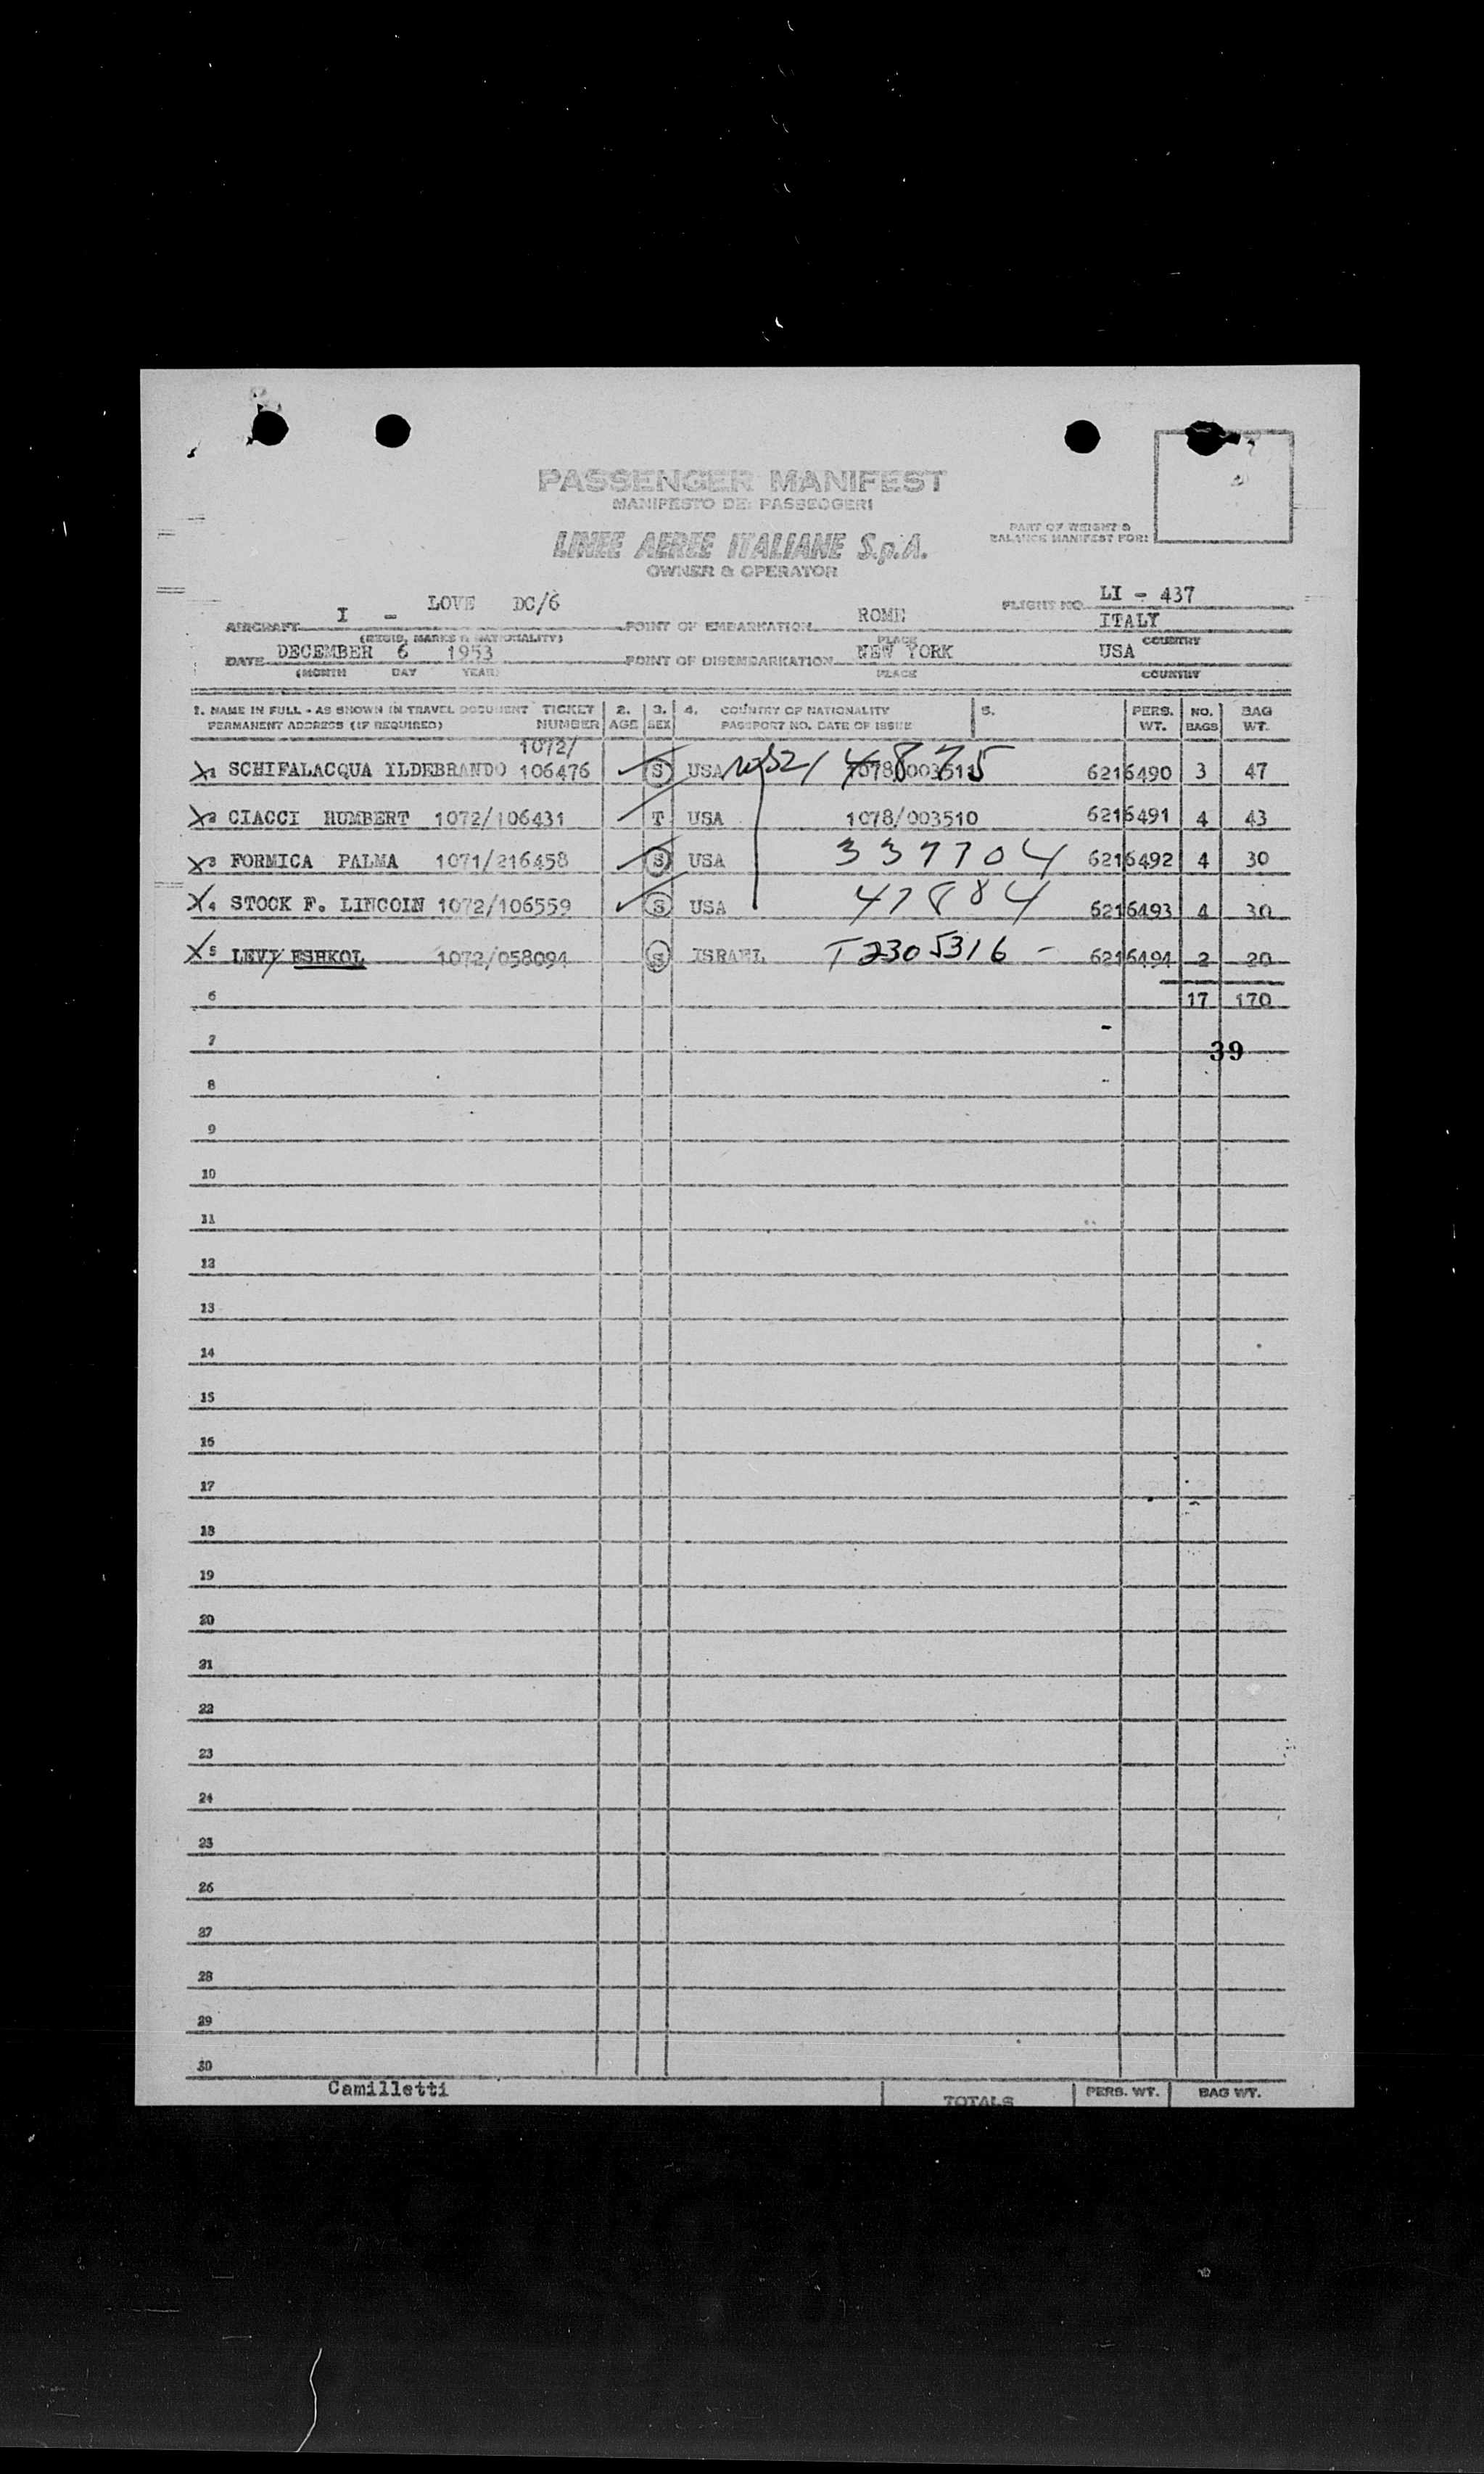 PASSENGER MANIFEST
MANIFESTO DEI PASSEGGERI
LINEE AEREE ITALIANE S.p.A.
OWNER & OPERATOR
PART OF WEIGHT &
BALANCE MANIFEST FOR:
AIRCRAFT I - LOVE DC/6 POINT OF EMBARKATION ROME FLIGHT NO. LI - 437
ITALY
(REGIS, MARKS & NATIONALITY) PLACE COUNTRY
DATE DECEMBER 6 1953 POINT OF DISEMBARKATION NEW YORK USA
(MONTH DAY YEAR) PLACE COUNTRY
1. NAME IN FULL - AS SHOWN IN TRAVEL DOCUMENT TICKET 2. 3. 4. COUNTRY OF NATIONALITY 5. PERS. NO. BAG
PERMANENT ADDRESS (IF REQUIRED) NUMBER AGE SEX PASSPORT NO. DATE OF ISSUE WT. BAGS WT.
1072/
1 SCHIFALACQUA ILDEBRANDO 106476 S USA 1078/003511 6216490 3 47
2 CIACCI HUMBERT 1072/106431 T USA 1078/003510 6216491 4 43
3 FORMICA PALMA 1071/216458 S USA 337704 6216492 4 30
4 STOCK F. LINCOIN 1072/106559 S USA 47884 6216493 4 30
5 LEVY ESHKOL 1072/058094 S ISRAEL T2305316 - 6216494 2 20
6 17 170
7 39
8
9
10
11
12
13
14
15
16
17
18
19
20
21
22
23
24
25
26
27
28
29
30
Camilletti TOTALS PERS. WT. BAG WT.